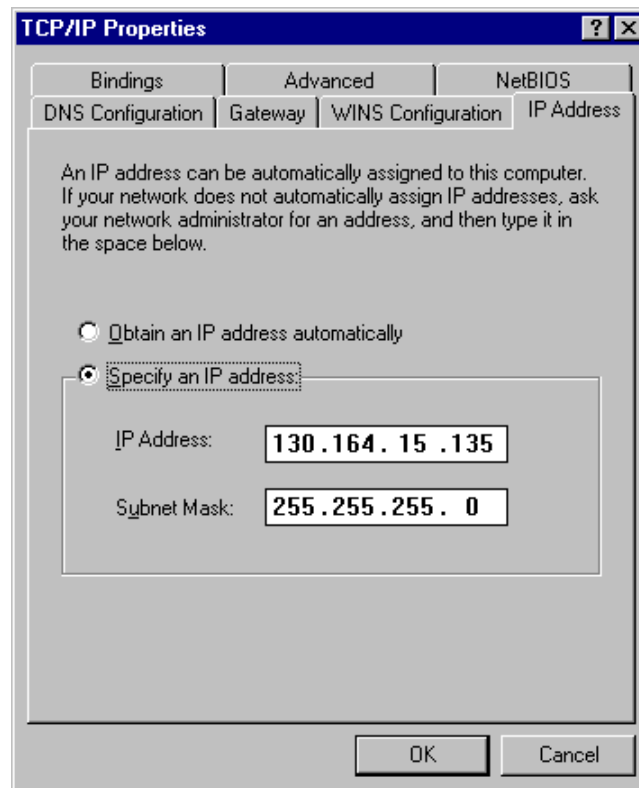 TCP/IP Properties
? ×
Bindings Advanced NetBIOS
DNS Configuration Gateway WINS Configuration IP Address
An IP address can be automatically assigned to this computer.
If your network does not automatically assign IP addresses, ask
your network administrator for an address, and then type it in
the space below.
Obtain an IP address automatically
Specify an IP address:
IP Address: 130.164. 15 .135
Subnet Mask: 255.255.255. 0
OK Cancel